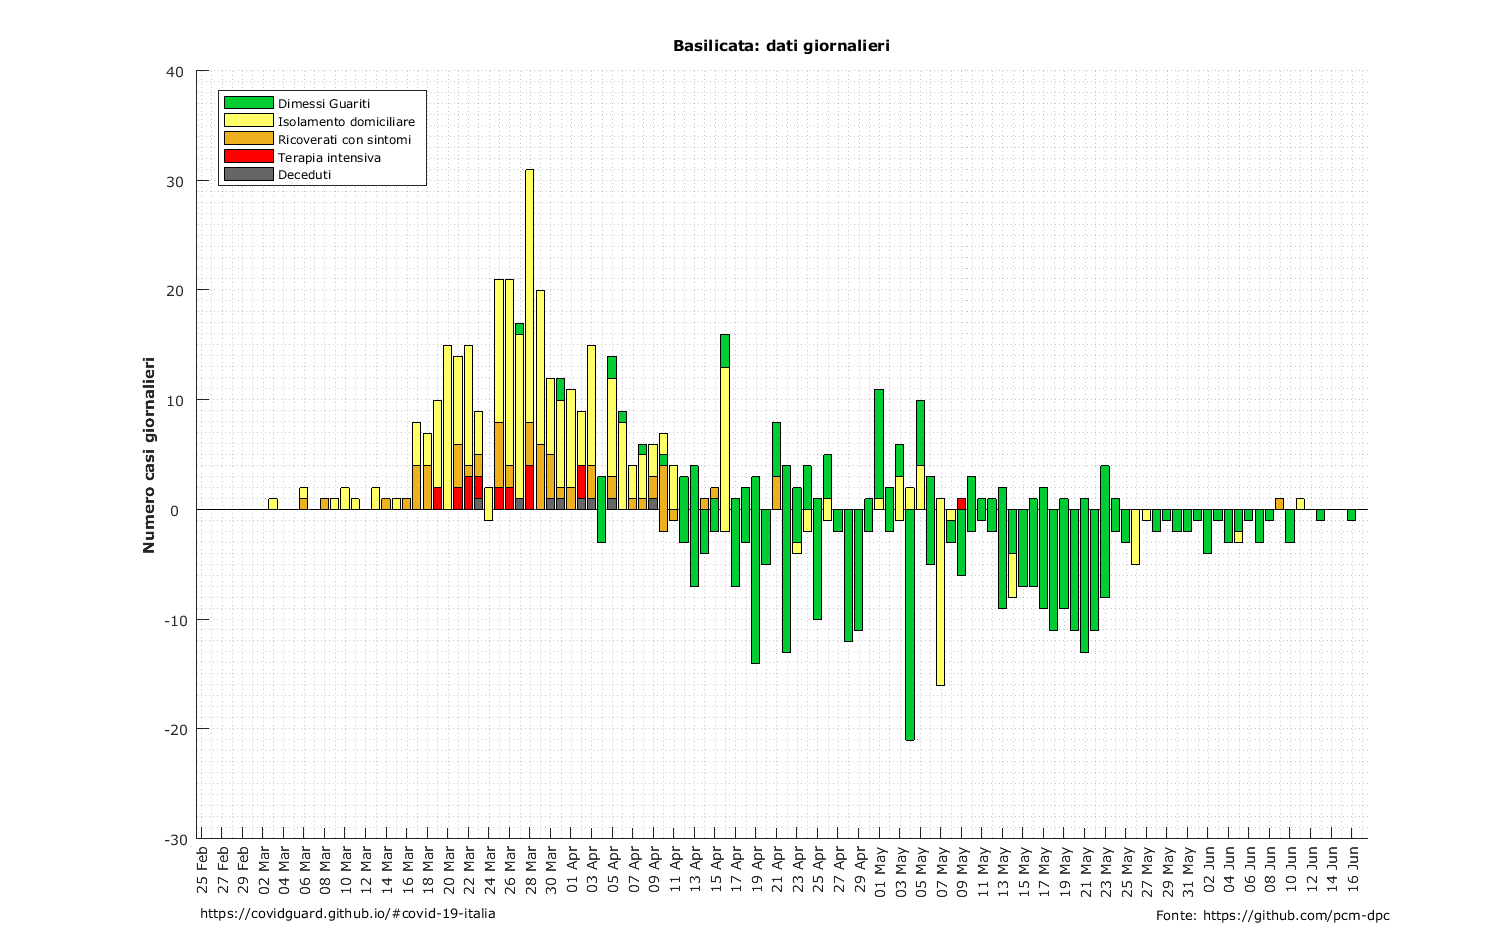 Basilicata: dati giornalieri
40
30
20
10
0
-10
-20
-30
Numero casi giornalieri
Dimessi Guariti
Isolamento domiciliare
Ricoverati con sintomi
Terapia intensiva
Deceduti
25 Feb
27 Feb
29 Feb
02 Mar
04 Mar
06 Mar
08 Mar
10 Mar
12 Mar
14 Mar
16 Mar
18 Mar
20 Mar
22 Mar
24 Mar
26 Mar
28 Mar
30 Mar
01 Apr
03 Apr
05 Apr
07 Apr
09 Apr
11 Apr
13 Apr
15 Apr
17 Apr
19 Apr
21 Apr
23 Apr
25 Apr
27 Apr
29 Apr
01 May
03 May
05 May
07 May
09 May
11 May
13 May
15 May
17 May
19 May
21 May
23 May
25 May
27 May
29 May
31 May
02 Jun
04 Jun
06 Jun
08 Jun
10 Jun
12 Jun
14 Jun
16 Jun
https://covidguard.github.io/#covid-19-italia
Fonte: https://github.com/pcm-dpc